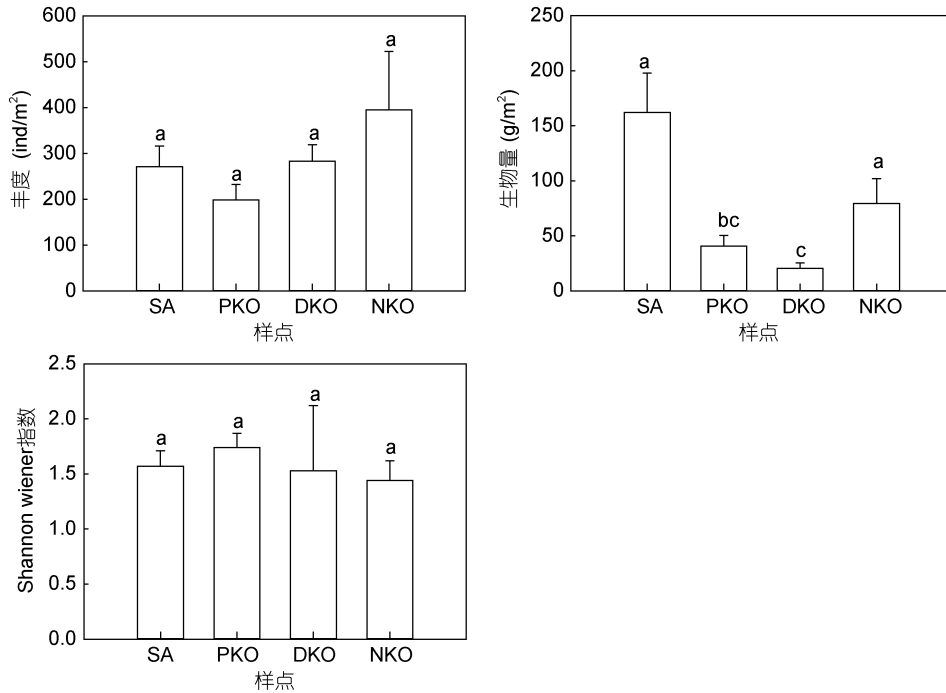 600
500
400
300
200
100
0
丰度 (ind/m²)
a
a
a
a
SA PKO DKO NKO
样点
250
200
150
100
50
0
生物量 (g/m²)
a
bc
c
a
SA PKO DKO NKO
样点
2.5
2.0
1.5
1.0
0.5
0.0
Shannon wiener指数
a
a
a
a
SA PKO DKO NKO
样点